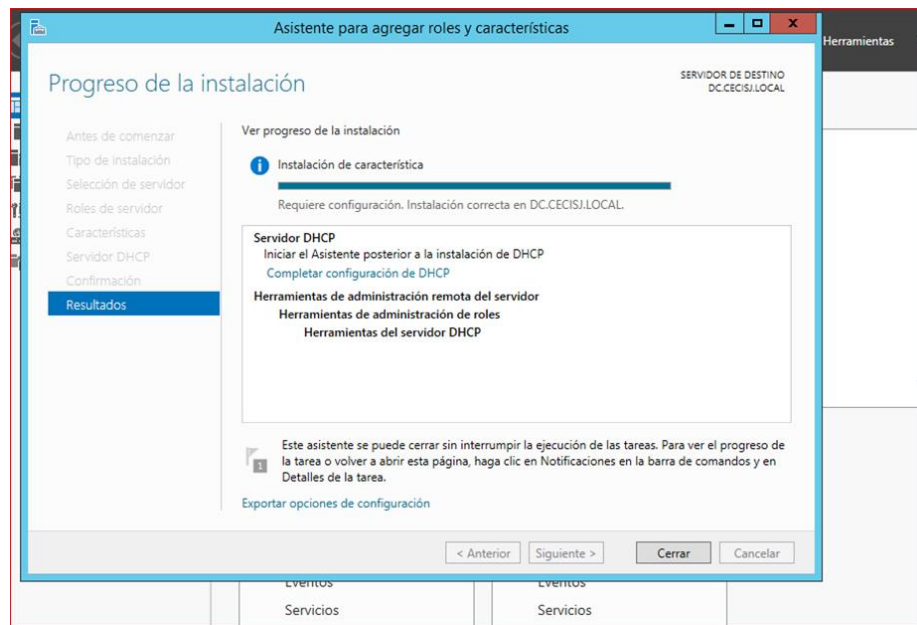 Asistente para agregar roles y características
Herramientas
Progreso de la instalación
SERVIDOR DE DESTINO
DC.CECISJ.LOCAL
Antes de comenzar
Tipo de instalación
Selección de servidor
Roles de servidor
Características
Servidor DHCP
Confirmación
Resultados
Ver progreso de la instalación
Instalación de característica
Requiere configuración. Instalación correcta en DC.CECISJ.LOCAL.
Servidor DHCP
Iniciar el Asistente posterior a la instalación de DHCP
Completar configuración de DHCP
Herramientas de administración remota del servidor
Herramientas de administración de roles
Herramientas del servidor DHCP
1
Este asistente se puede cerrar sin interrumpir la ejecución de las tareas. Para ver el progreso de
la tarea o volver a abrir esta página, haga clic en Notificaciones en la barra de comandos y en
Detalles de la tarea.
Exportar opciones de configuración
< Anterior Siguiente > Cerrar Cancelar
Eventos Eventos
Servicios Servicios